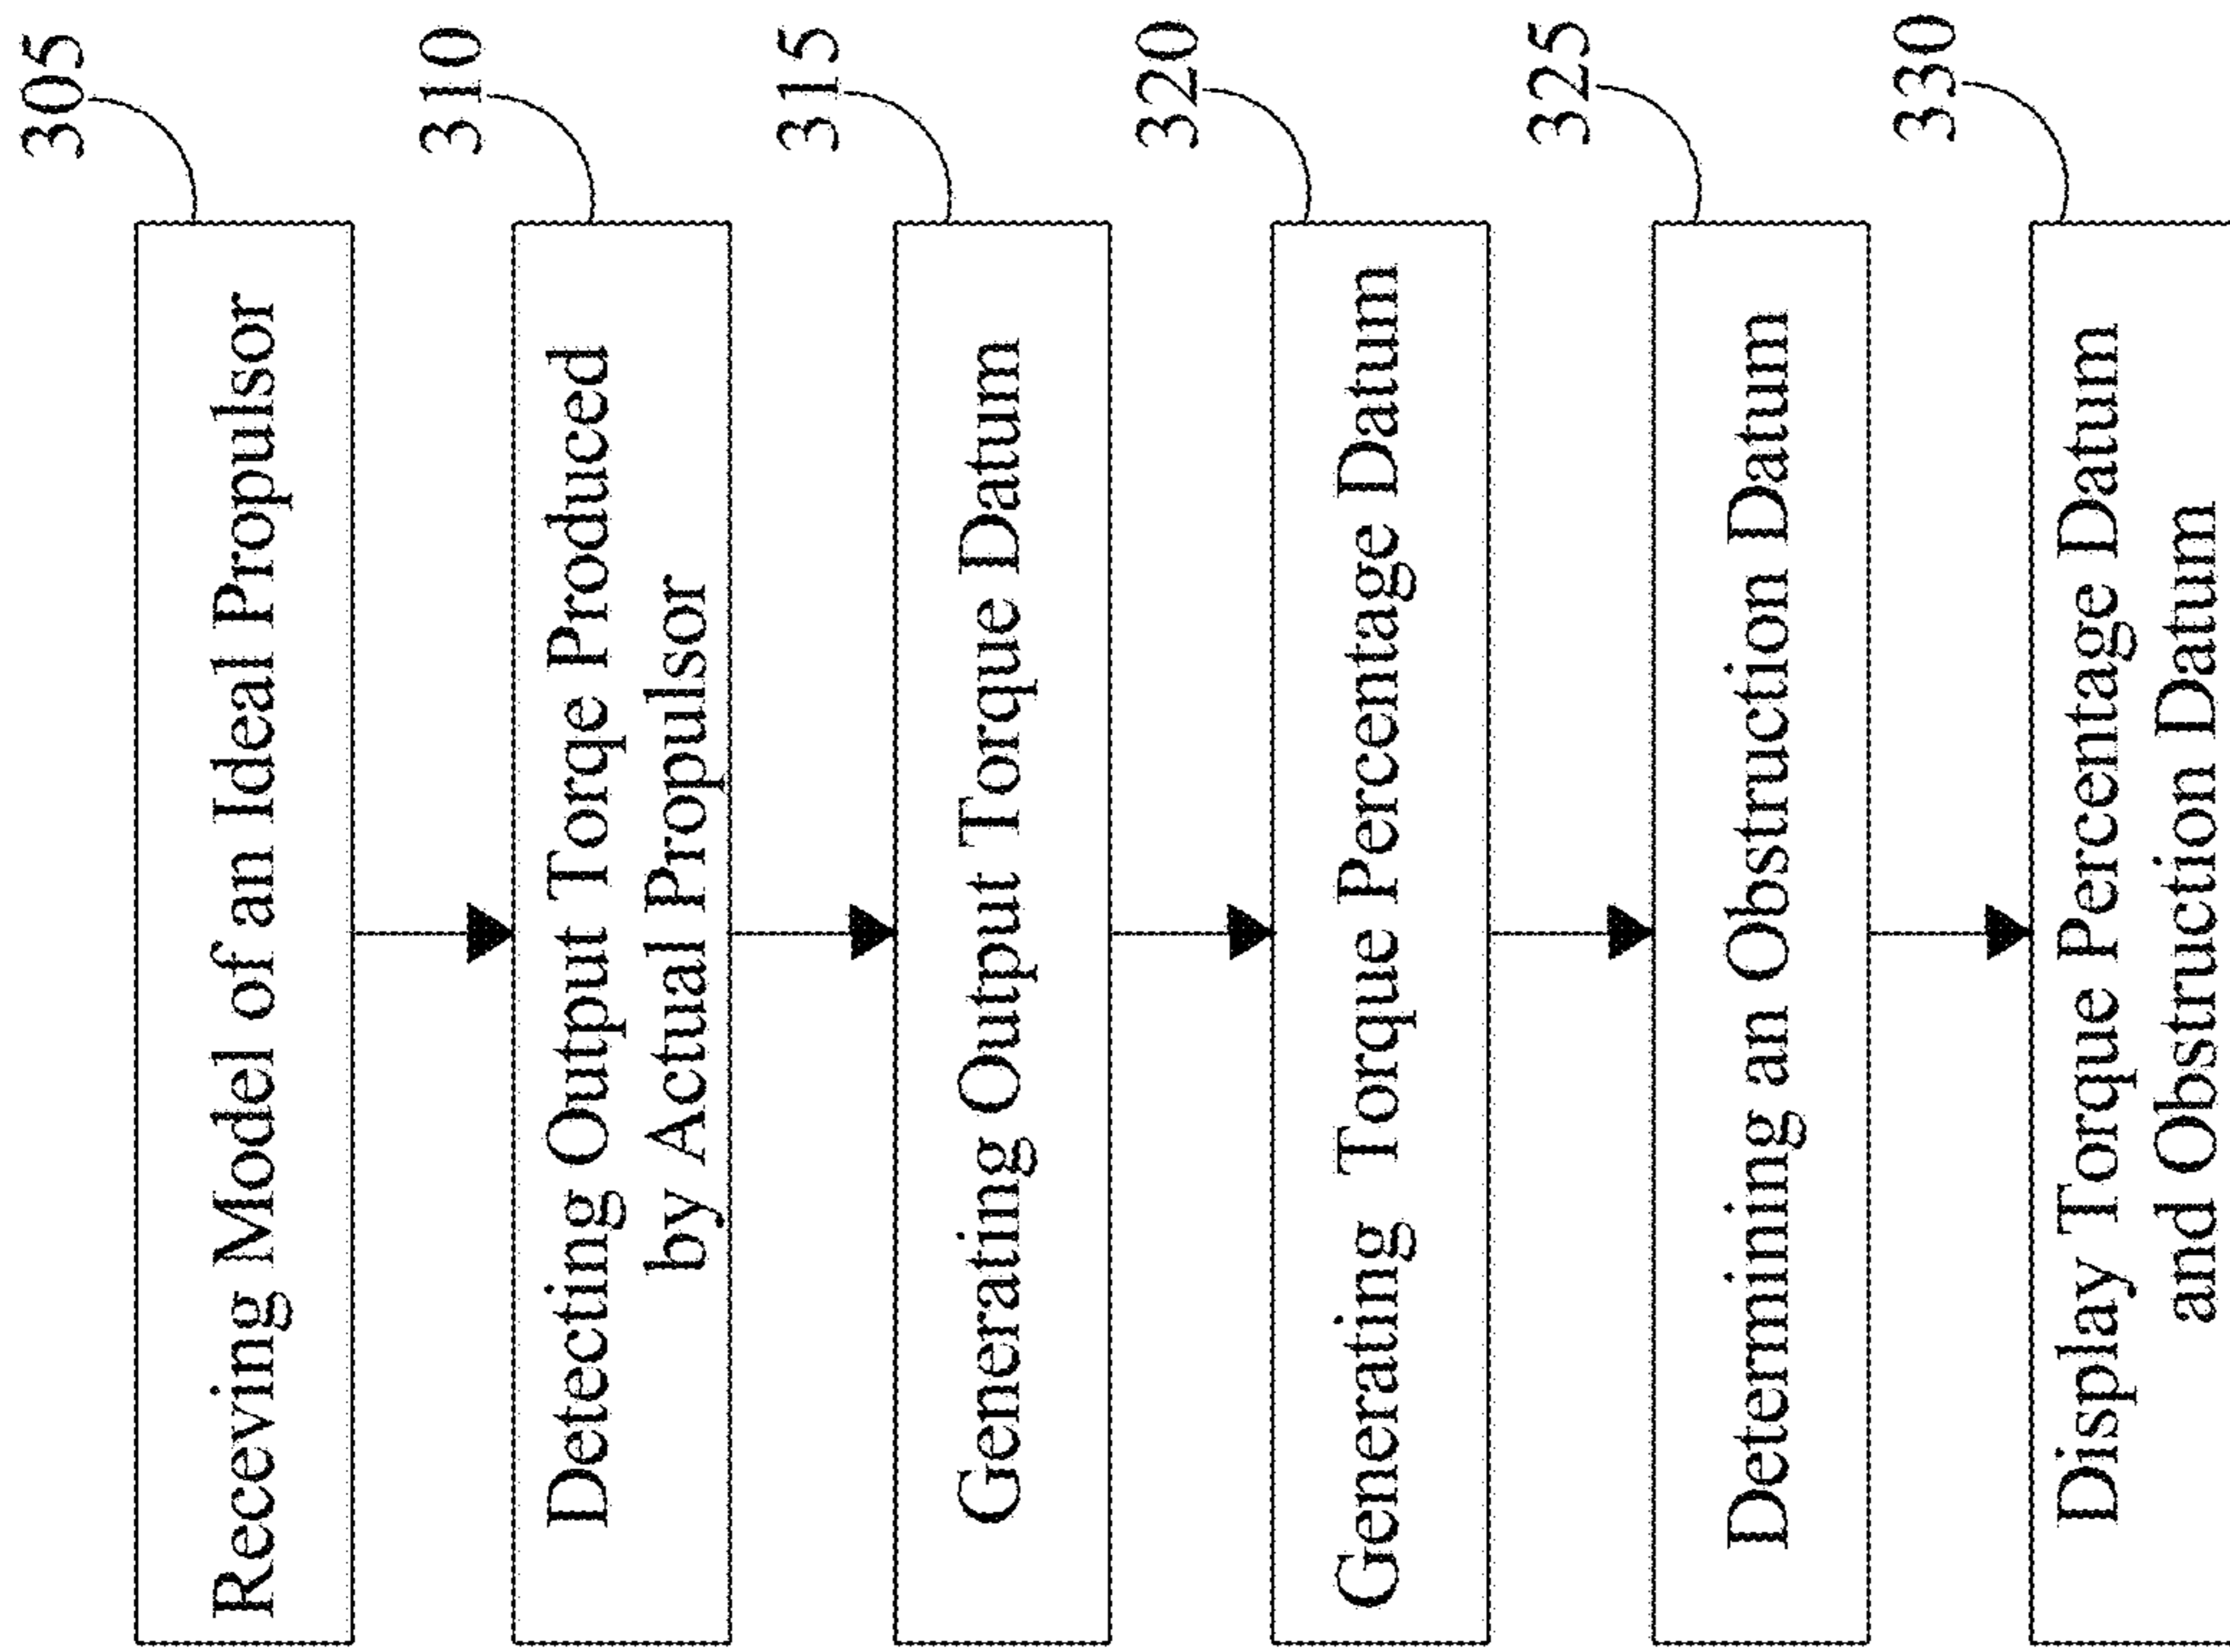 305
Receving Model of an Ideal Propulsor
310
Detecting Output Torqe Produced
by Actual Propulsor
315
Generating Output Torque Datum
320
Generating Torque Percentage Datum
325
Determining an Obstruction Datum
330
Display Torque Percentage Datum
and Obstruction Datum